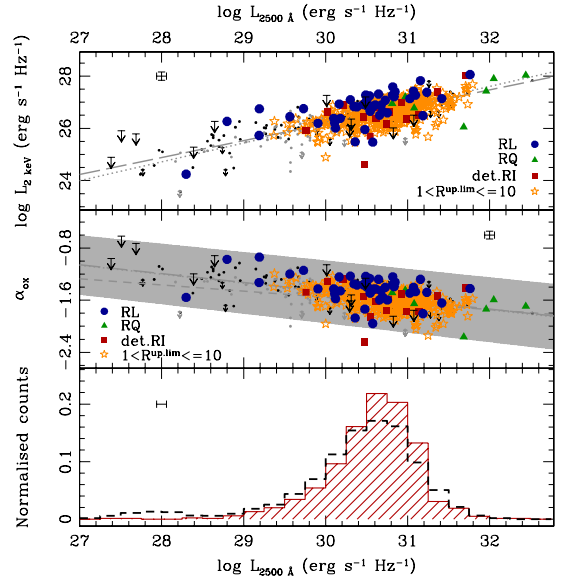 log L2500 Å (erg s−1 Hz−1)
27 28 29 30 31 32
log L2 keV (erg s−1 Hz−1)
28
26
24
RL
RQ
det.RI
1<Rup.lim<=10
αox
−0.8
−1.6
−2.4
RL
RQ
det.RI
1<Rup.lim<=10
Normalised counts
0.2
0.1
0
27 28 29 30 31 32
log L2500 Å (erg s−1 Hz−1)